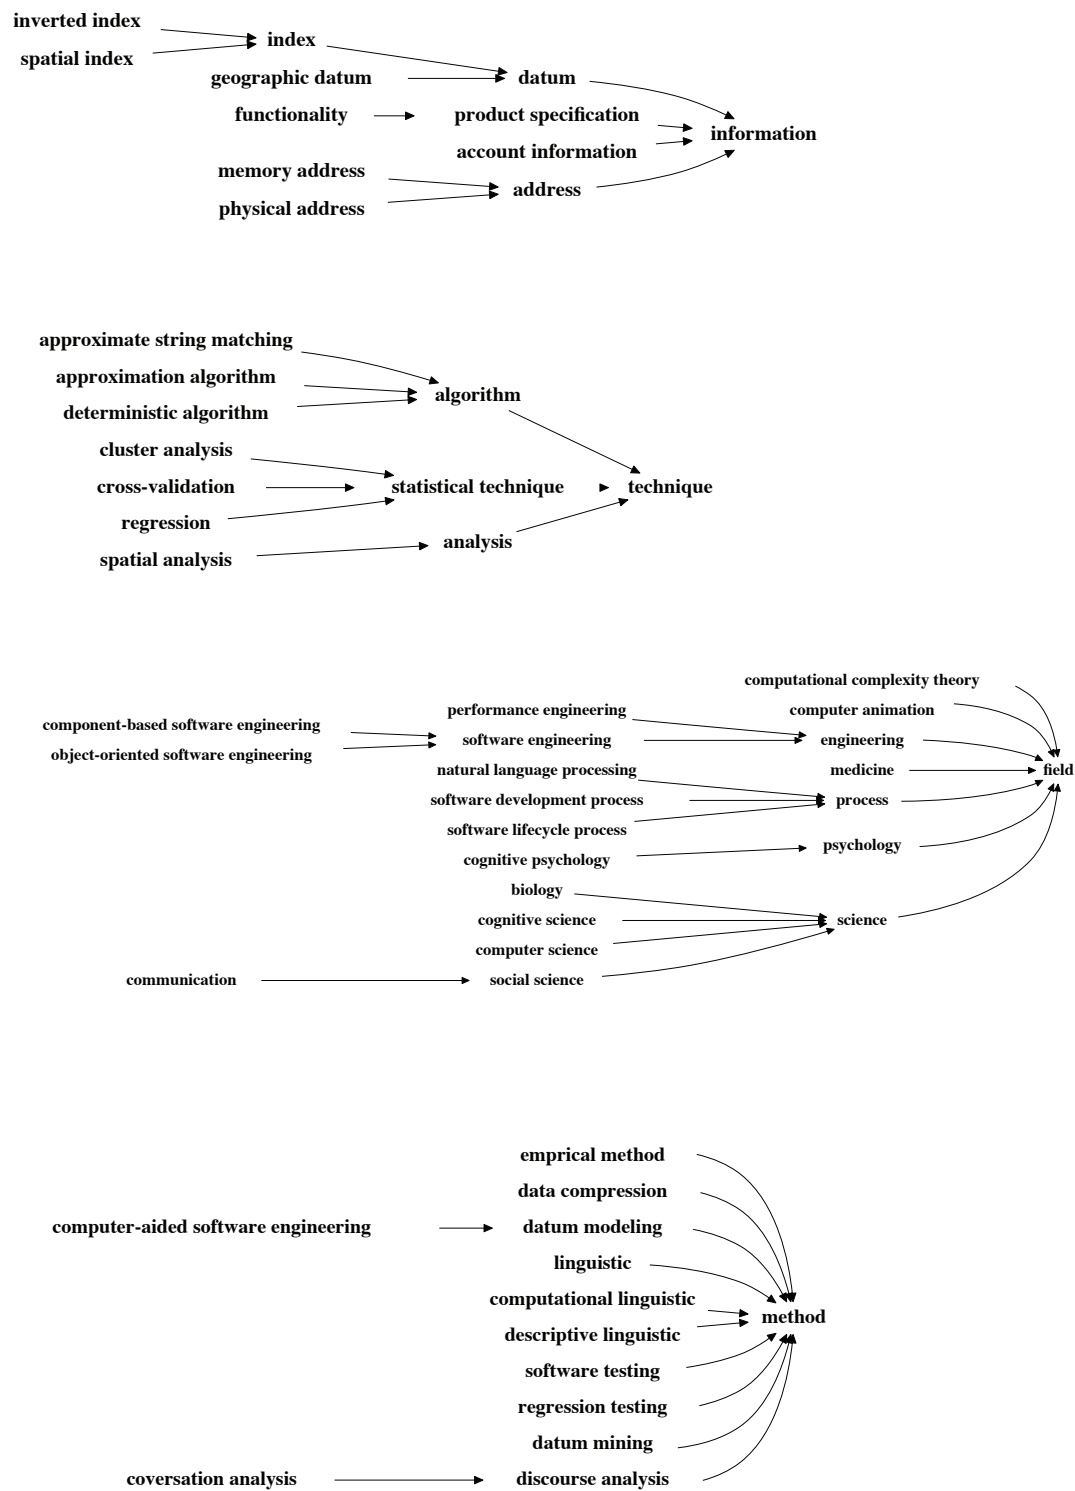 inverted index
spatial index
index
geographic datum
datum
functionality
product specification
information
account information
memory address
address
physical address
approximate string matching
approximation algorithm
algorithm
deterministic algorithm
cluster analysis
cross-validation
statistical technique
technique
regression
analysis
spatial analysis
computational complexity theory
performance engineering
computer animation
component-based software engineering
software engineering
engineering
object-oriented software engineering
natural language processing
medicine
field
software development process
process
software lifecycle process
psychology
cognitive psychology
biology
cognitive science
science
computer science
communication
social science
emprical method
data compression
computer-aided software engineering
datum modeling
linguistic
computational linguistic
method
descriptive linguistic
software testing
regression testing
datum mining
coversation analysis
discourse analysis